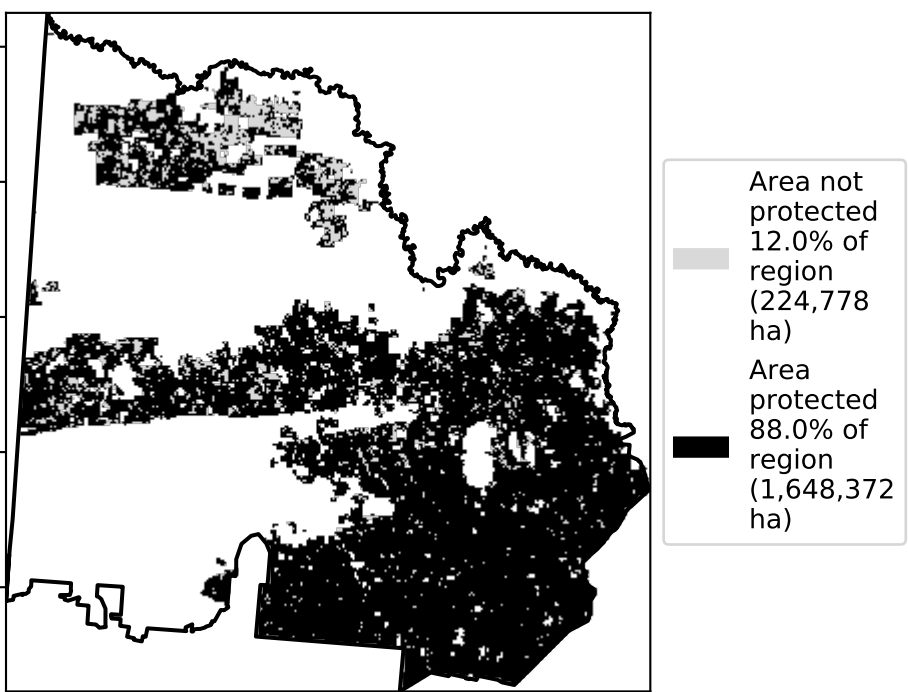 Area not
protected
12.0% of
region
(224,778
ha)
Area
protected
88.0% of
region
(1,648,372
ha)